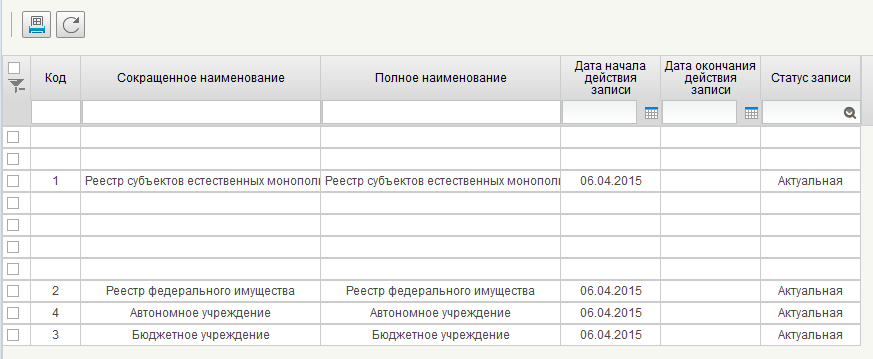 Код Сокращенное наименование Полное наименование Дата начала действия записи Дата окончания действия записи Статус записи
1 Реестр субъектов естественных монопол Реестр субъектов естественных монопол 06.04.2015 Актуальная
2 Реестр федерального имущества Реестр федерального имущества 06.04.2015 Актуальная
4 Автономное учреждение Автономное учреждение 06.04.2015 Актуальная
3 Бюджетное учреждение Бюджетное учреждение 06.04.2015 Актуальная